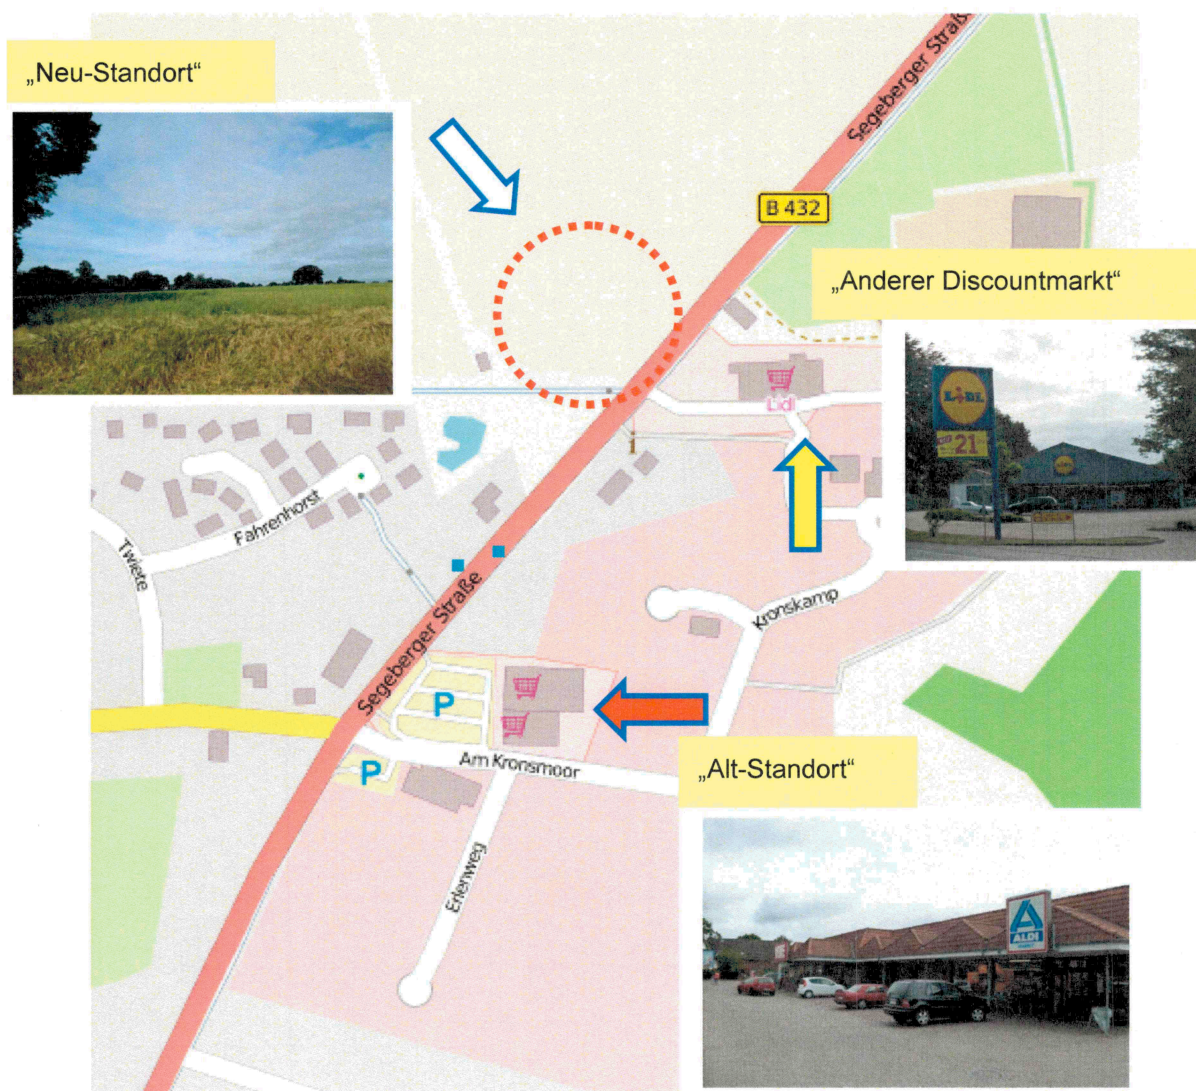 „Neu-Standort“
Segeberger Straße
B 432
„Anderer Discountmarkt“
LIDL
21
Lidl
Fahrenhorst
Twiete
Segeberger Straße
Kronskamp
P
P
Am Kronsmoor
„Alt-Standort“
Erlenweg
ALDI